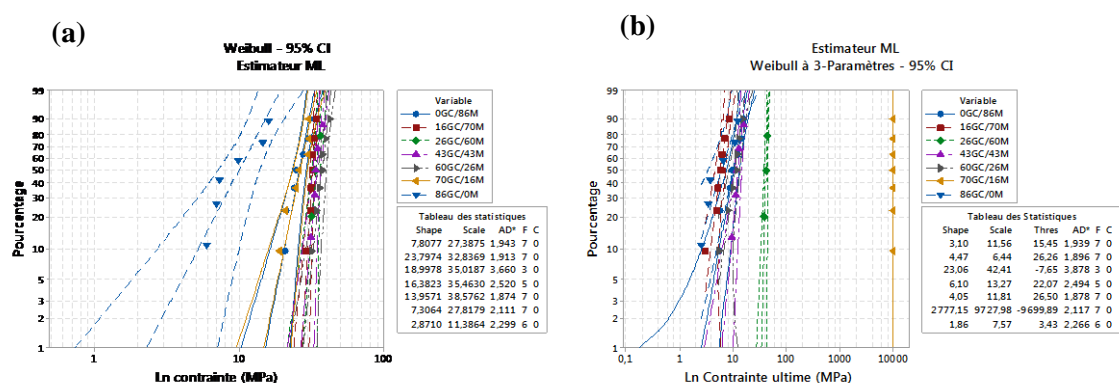 (a)
Weibull - 95% CI
Estimateur ML
Pourcentage
99
90
80
70
60
50
40
30
20
10
5
3
2
1
1
10
100
Ln contrainte (MPa)
Variable
0GC/86M
16GC/70M
26GC/60M
43GC/43M
60GC/26M
70GC/16M
86GC/0M
Tableau des statistiques
Shape Scale AD* F C
7,8077 27,3875 1,943 7 0
23,7974 32,8369 1,913 7 0
18,9978 35,0187 3,660 3 0
16,3823 35,4630 2,520 5 0
13,9571 38,5762 1,874 7 0
7,3064 27,8179 2,111 7 0
2,8710 11,3864 2,299 6 0
(b)
Estimateur ML
Weibull à 3-Paramètres - 95% CI
Pourcentage
99
90
80
70
60
50
40
30
20
10
5
3
2
1
0,1
1
10
100
1000
10000
Ln Contrainte ultime (MPa)
Variable
0GC/86M
16GC/70M
26GC/60M
43GC/43M
60GC/26M
70GC/16M
86GC/0M
Tableau des Statistiques
Shape Scale Thres AD* F C
3,10 11,56 15,45 1,939 7 0
4,47 6,44 26,26 1,896 7 0
23,06 42,41 -7,65 3,878 3 0
6,10 13,27 22,07 2,494 5 0
4,05 11,81 26,50 1,878 7 0
2777,15 9727,98 -9699,89 2,117 7 0
1,86 7,57 3,43 2,266 6 0